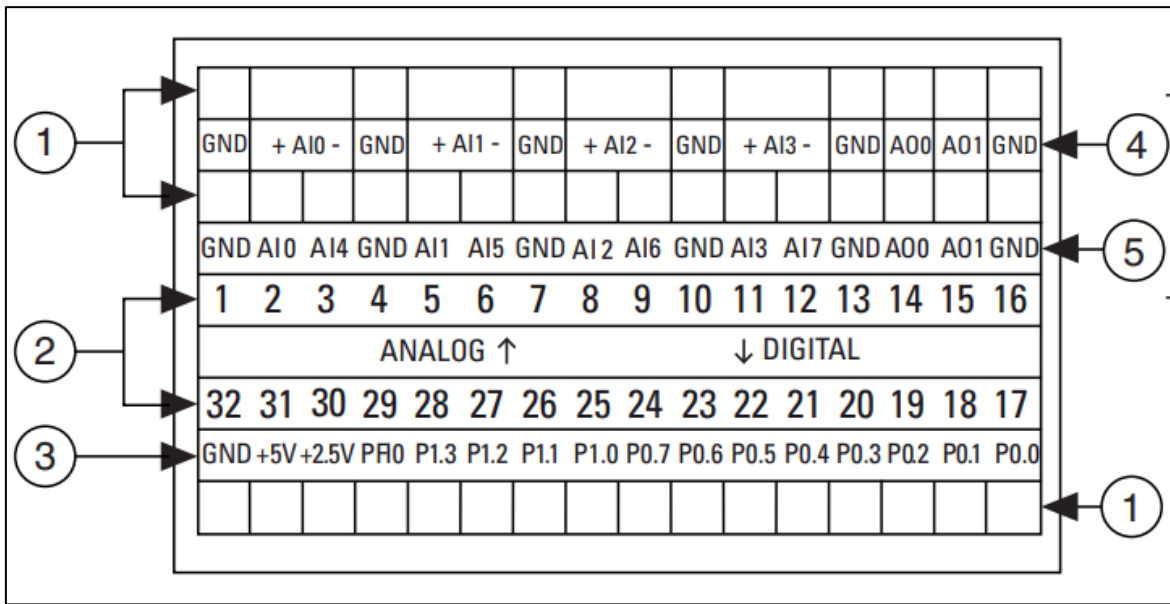 1
GND + AI0 - GND + AI1 - GND + AI2 - GND + AI3 - GND AO0 AO1 GND
4
GND AI0 AI4 GND AI1 AI5 GND AI2 AI6 GND AI3 AI7 GND AO0 AO1 GND
5
1 2 3 4 5 6 7 8 9 10 11 12 13 14 15 16
2
ANALOG ↑ ↓ DIGITAL
32 31 30 29 28 27 26 25 24 23 22 21 20 19 18 17
3
GND +5V +2.5V PFI0 P1.3 P1.2 P1.1 P1.0 P0.7 P0.6 P0.5 P0.4 P0.3 P0.2 P0.1 P0.0
1